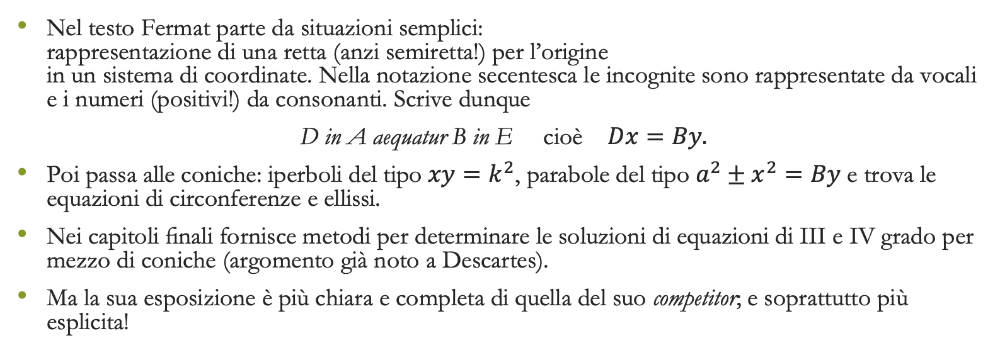 • Nel testo Fermat parte da situazioni semplici:
rappresentazione di una retta (anzi semiretta!) per l’origine
in un sistema di coordinate. Nella notazione secentesca le incognite sono rappresentate da vocali
e i numeri (positivi!) da consonanti. Scrive dunque
D in A aequatur B in E cioè Dx = By.
• Poi passa alle coniche: iperboli del tipo xy = k², parabole del tipo a² ± x² = By e trova le
equazioni di circonferenze e ellissi.
• Nei capitoli finali fornisce metodi per determinare le soluzioni di equazioni di III e IV grado per
mezzo di coniche (argomento già noto a Descartes).
• Ma la sua esposizione è più chiara e completa di quella del suo competitor; e soprattutto più
esplicita!